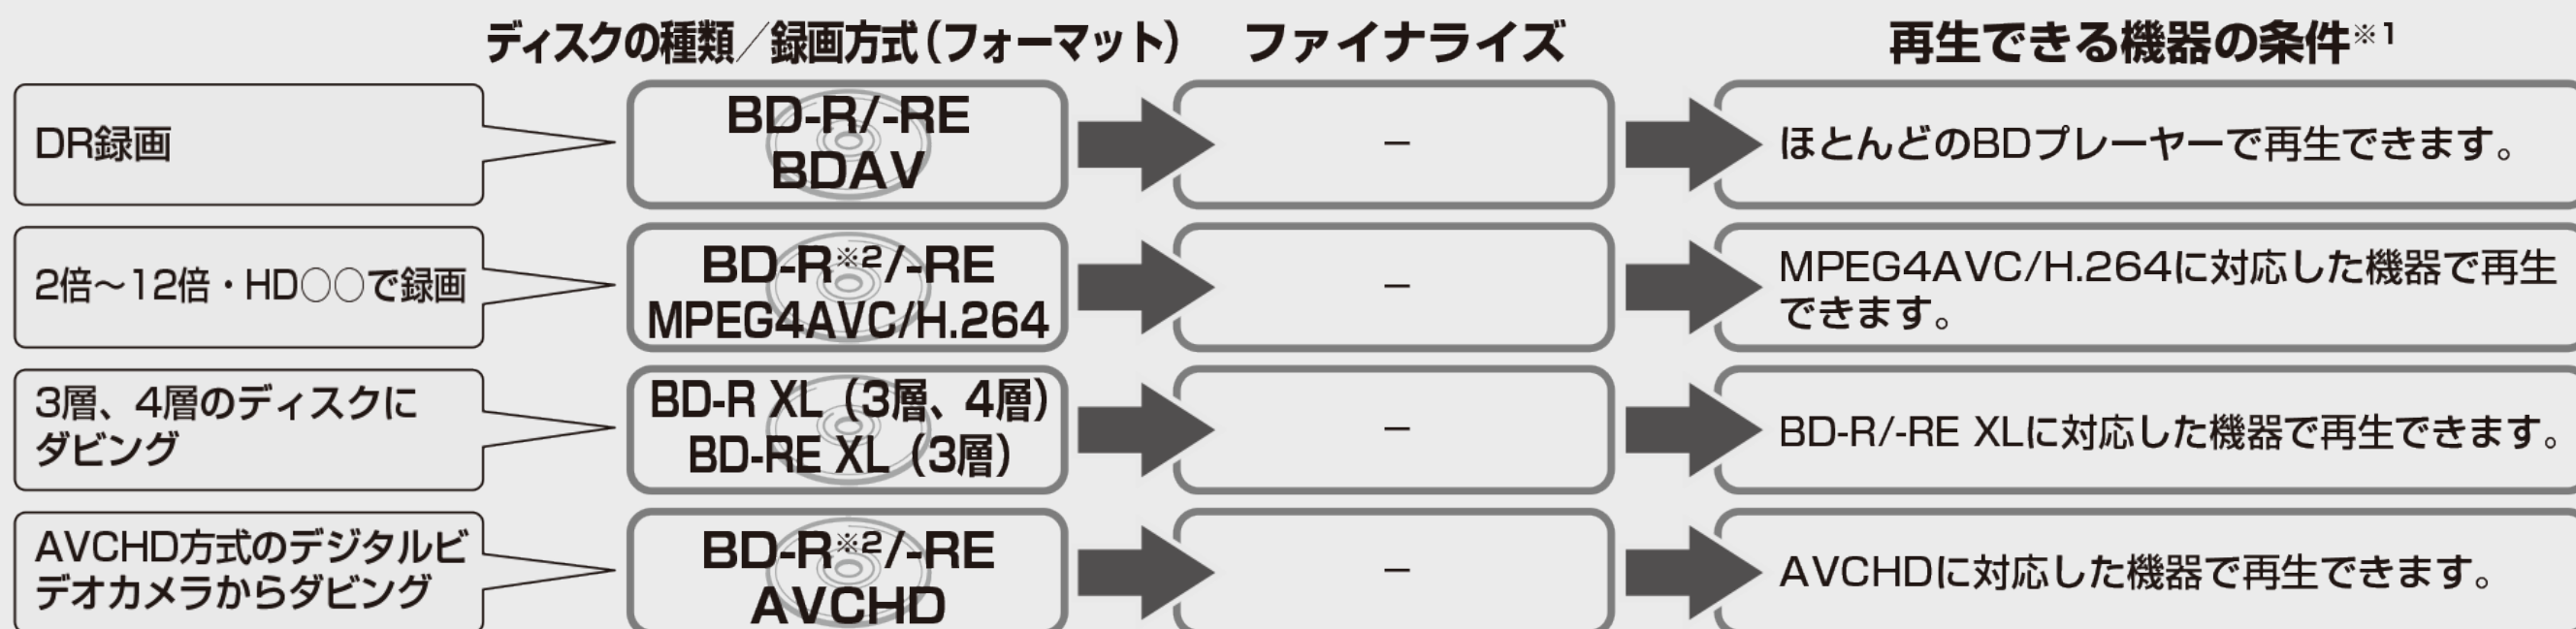 ディスクの種類／録画方式（フォーマット）
ファイナライズ
再生できる機器の条件※1
DR録画
BD-R/-RE
BDAV
－
ほとんどのBDプレーヤーで再生できます。
2倍～12倍・HD○○で録画
BD-R※2/-RE
MPEG4AVC/H.264
－
MPEG4AVC/H.264に対応した機器で再生
できます。
3層、4層のディスクに
ダビング
BD-R XL（3層、4層）
BD-RE XL（3層）
－
BD-R/-RE XLに対応した機器で再生できます。
AVCHD方式のデジタルビ
デオカメラからダビング
BD-R※2/-RE
AVCHD
－
AVCHDに対応した機器で再生できます。